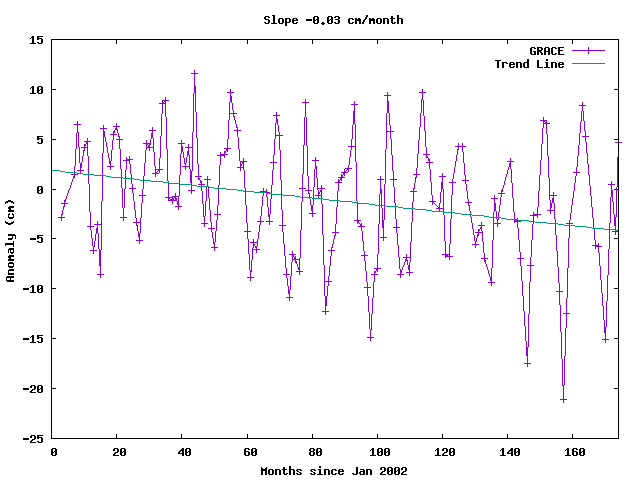 Slope -0.03 cm/month
15
10
5
0
-5
-10
-15
-20
-25
Anomaly (cm)
GRACE
Trend Line
0 20 40 60 80 100 120 140 160
Months since Jan 2002